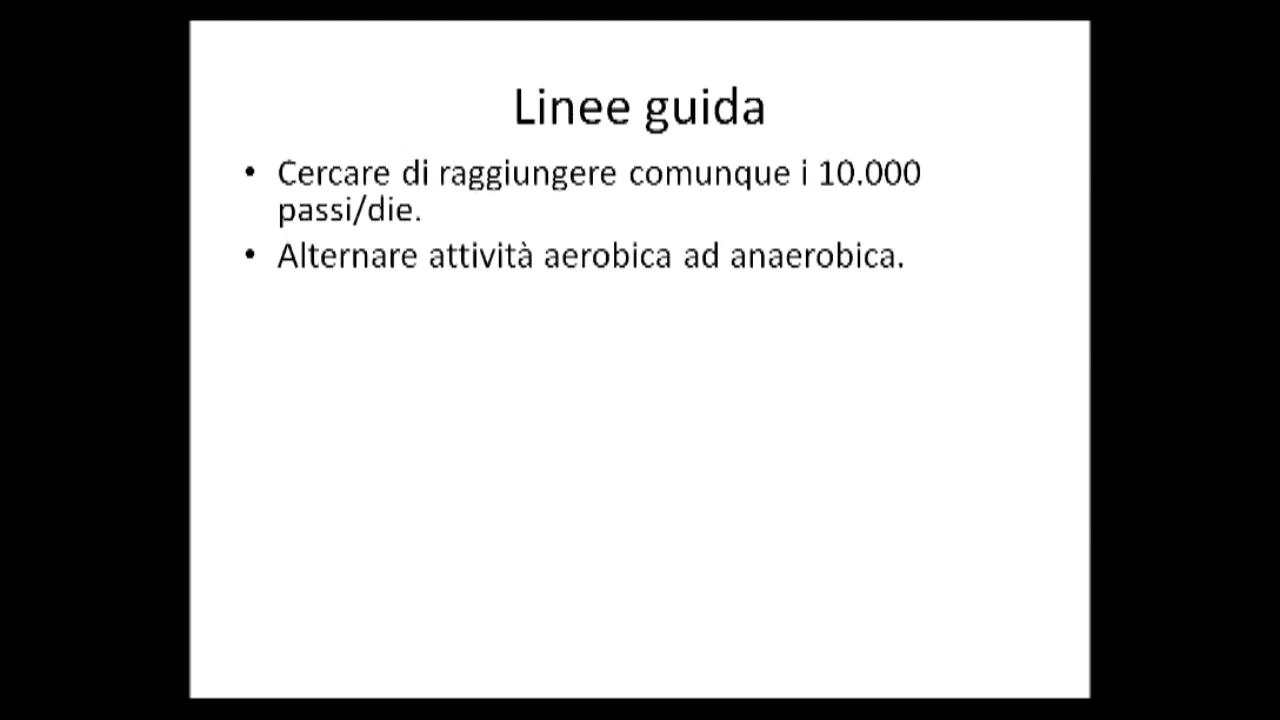 Linee guida
• Cercare di raggiungere comunque i 10.000
passi/die.
• Alternare attività aerobica ad anaerobica.